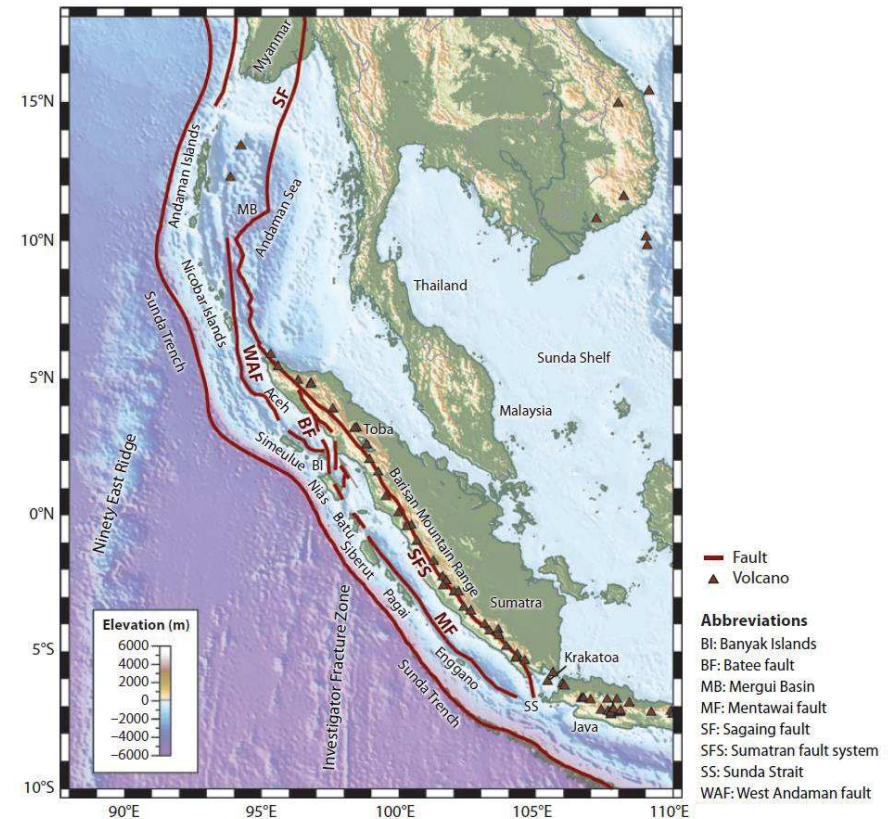 Myanmar
SF
15°N
Andaman Islands
MB
Andaman Sea
10°N
Nicobar Islands
Thailand
Sunda Trench
Sunda Shelf
WAF
5°N
Aceh
Malaysia
BF
Toba
Simeulue
BI
Ninety East Ridge
Nias
Barisan Mountain Range
0°N
Batu
Siberut
SFS
Fault
Volcano
Pagai
Sumatra
Investigator Fracture Zone
MF
Abbreviations
Elevation (m)
6000
4000
2000
0
−2000
−4000
−6000
BI: Banyak Islands
BF: Batee fault
MB: Mergui Basin
MF: Mentawai fault
SF: Sagaing fault
SFS: Sumatran fault system
SS: Sunda Strait
WAF: West Andaman fault
5°S
Enggano
Krakatoa
Sunda Trench
SS
Java
10°S
90°E
95°E
100°E
105°E
110°E